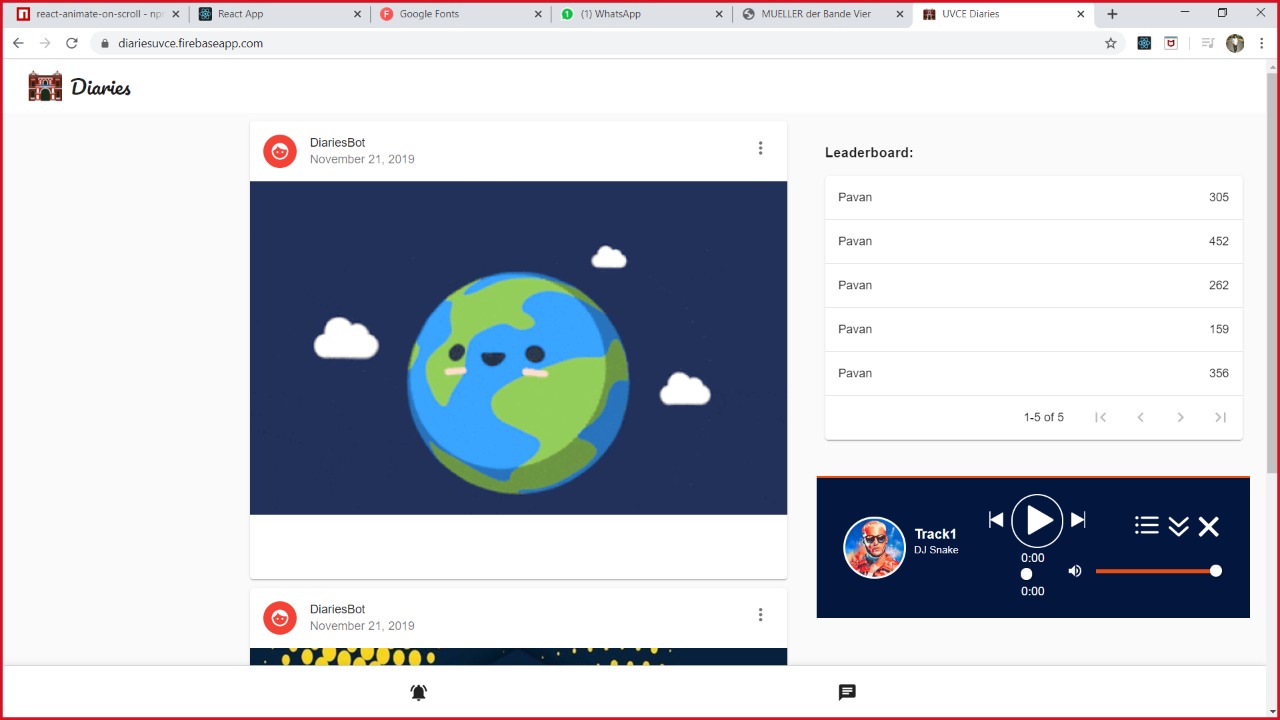 react-animate-on-scroll - np
React App
Google Fonts
(1) WhatsApp
MUELLER der Bande Vier
UVCE Diaries
diariesuvce.firebaseapp.com
Diaries
DiariesBot
November 21, 2019
Leaderboard:
Pavan 305
Pavan 452
Pavan 262
Pavan 159
Pavan 356
1-5 of 5
Track1
DJ Snake
0:00
0:00
DiariesBot
November 21, 2019